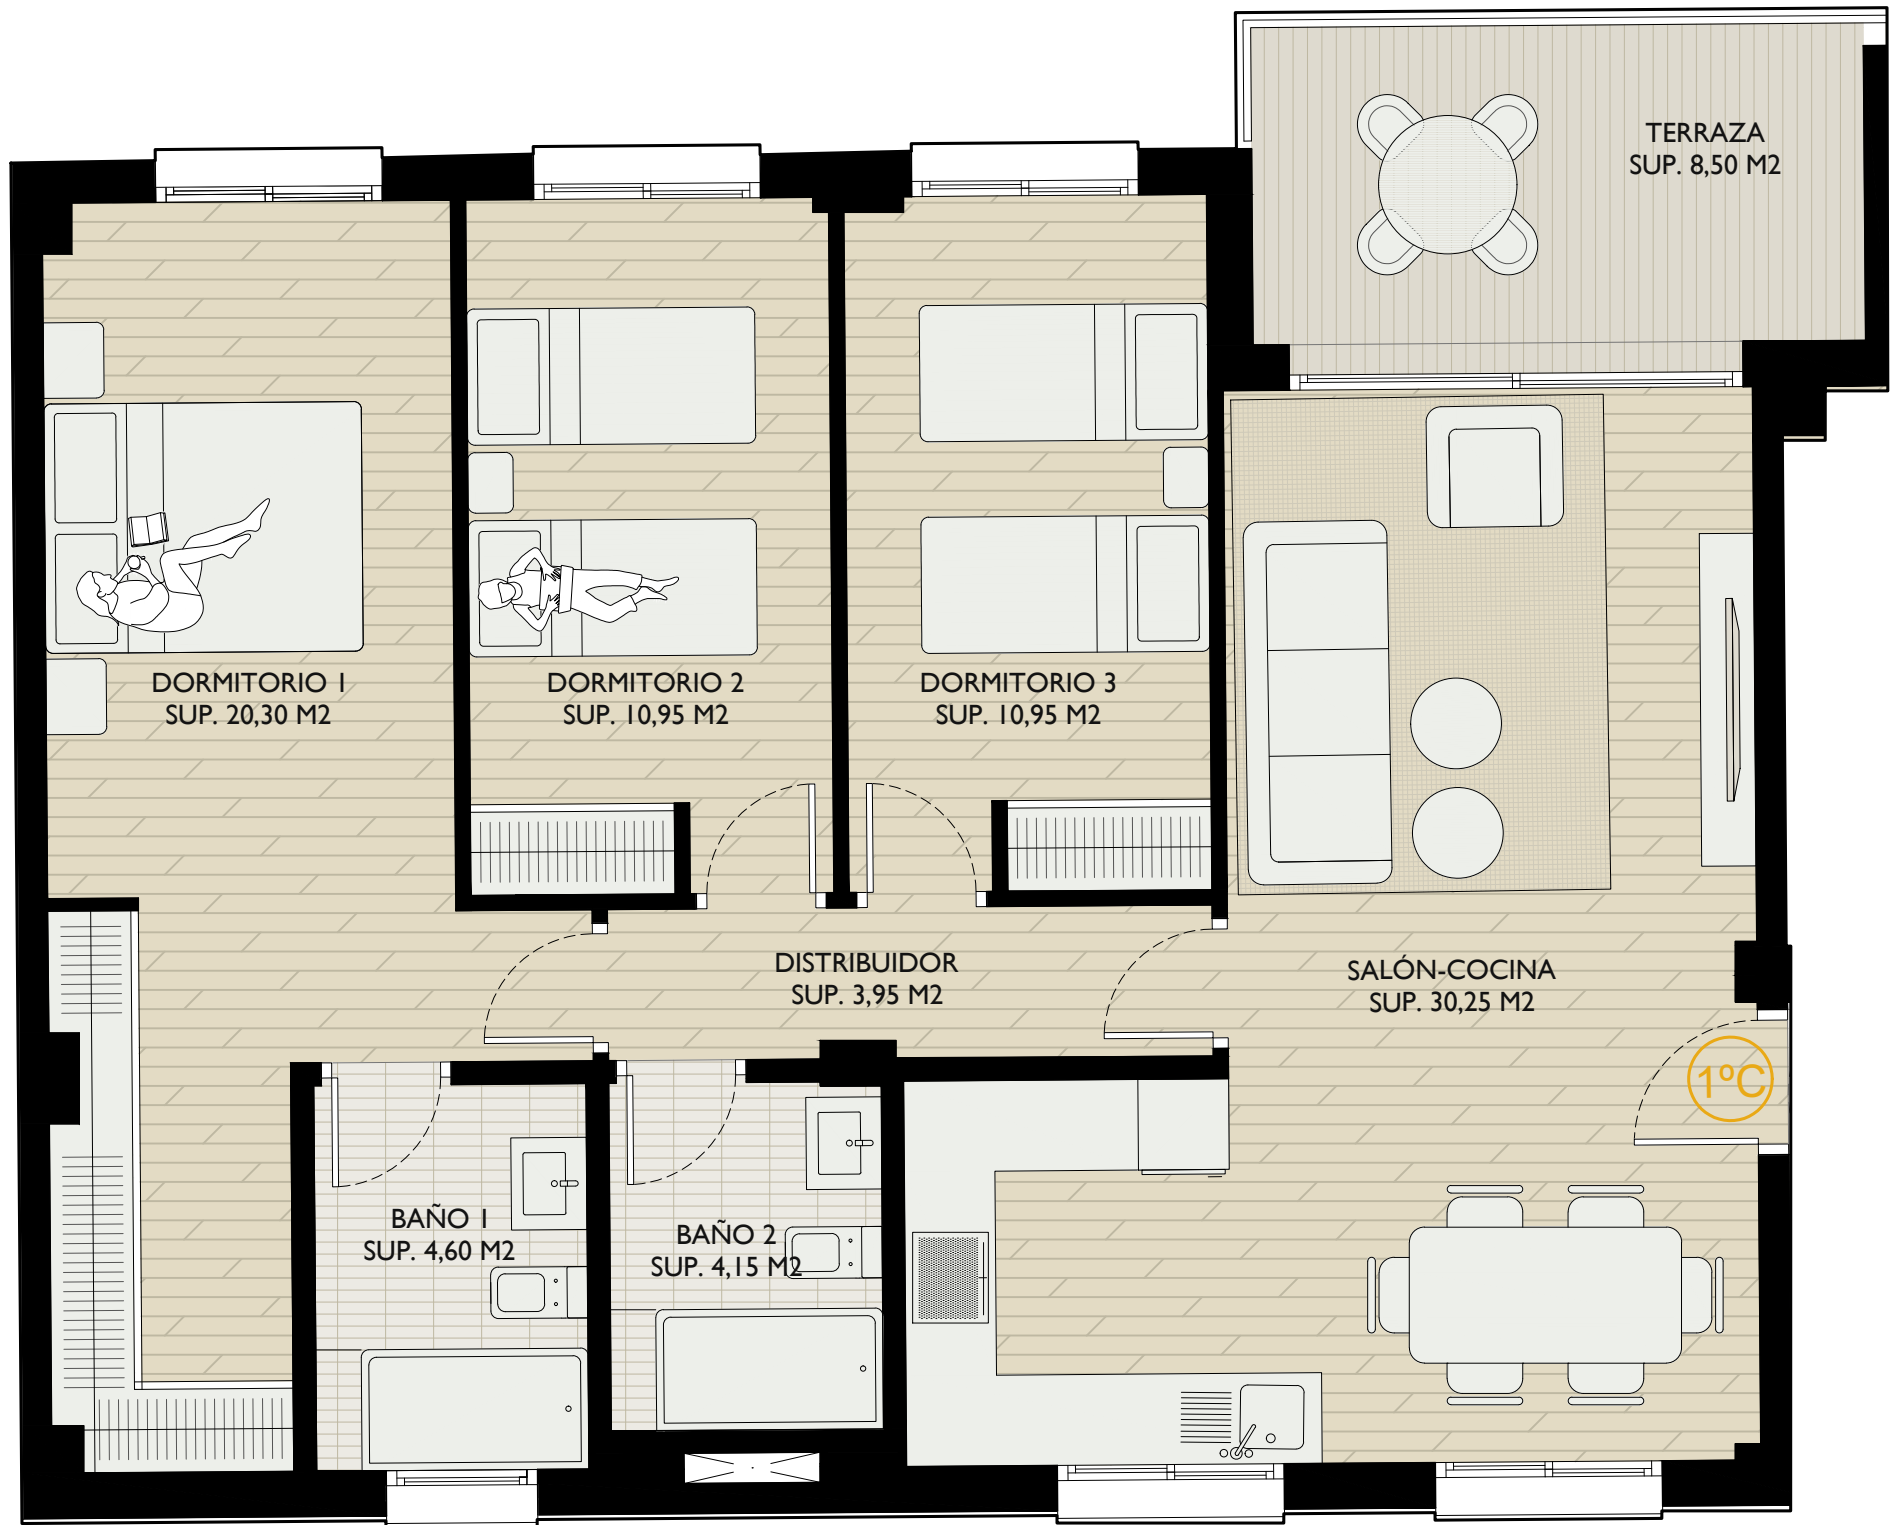 TERRAZA
SUP. 8,50 M2
DORMITORIO 1
SUP. 20,30 M2
DORMITORIO 2
SUP. 10,95 M2
DORMITORIO 3
SUP. 10,95 M2
DISTRIBUIDOR
SUP. 3,95 M2
SALÓN-COCINA
SUP. 30,25 M2
1ºC
BAÑO 1
SUP. 4,60 M2
BAÑO 2
SUP. 4,15 M2